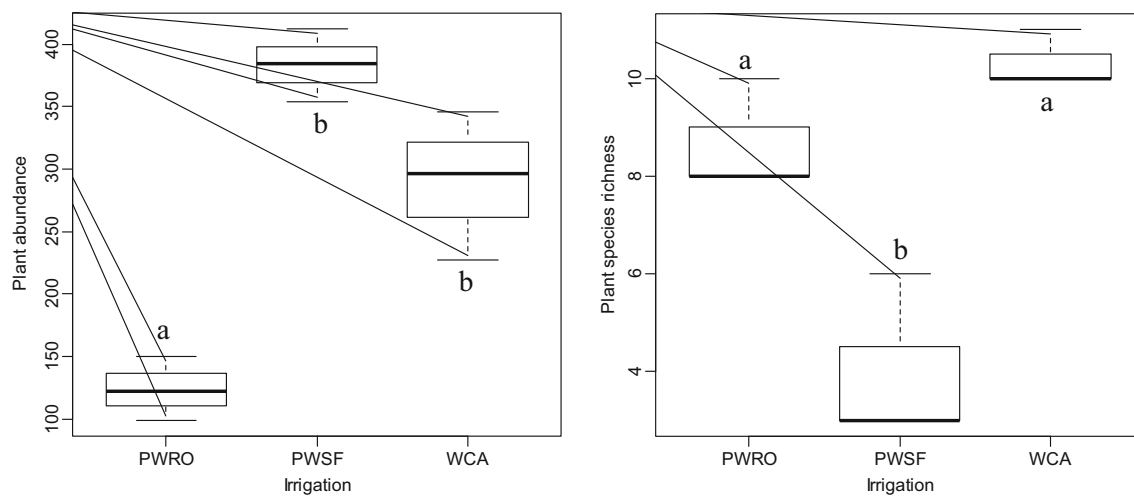 Plant abundance
400
350
300
250
200
150
100
a
b
b
PWRO PWSF WCA
Irrigation
Plant species richness
10
8
6
4
a
b
a
PWRO PWSF WCA
Irrigation